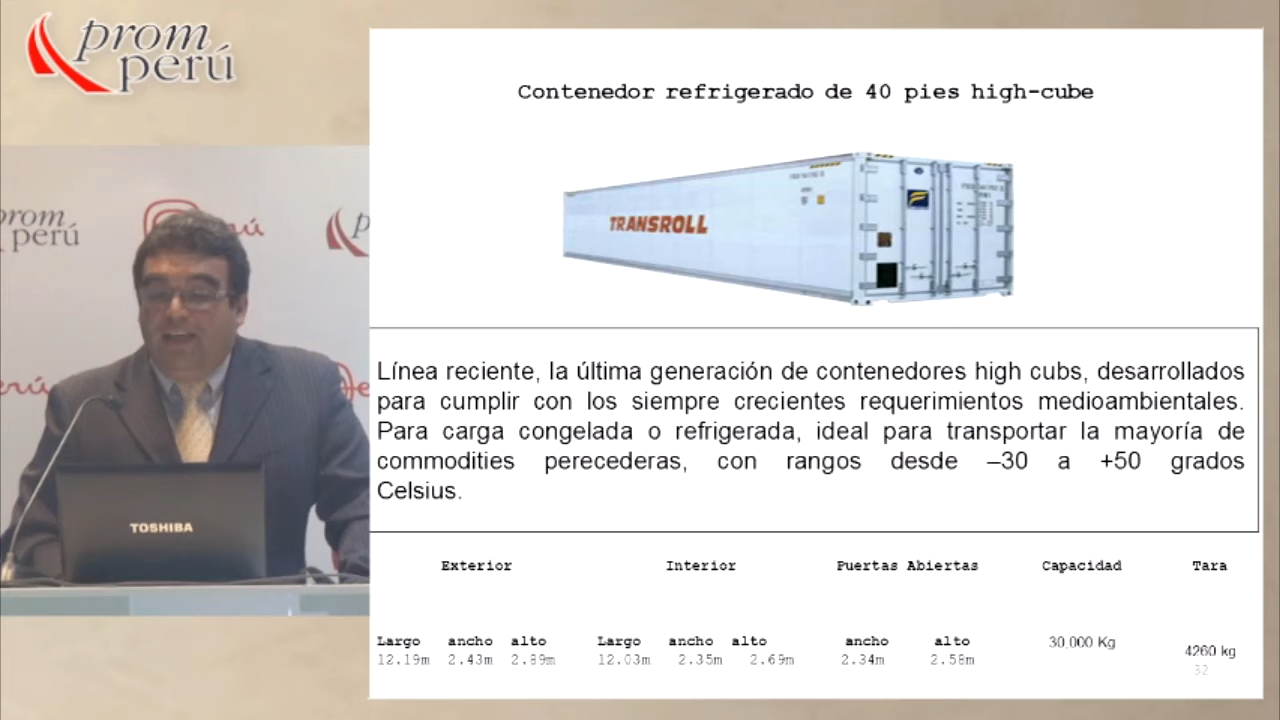 prom
perú
Contenedor refrigerado de 40 pies high-cube
TRANSROLL
prom
perú
perú
TOSHIBA
Línea reciente, la última generación de contenedores high cubs, desarrollados
para cumplir con los siempre crecientes requerimientos medioambientales.
Para carga congelada o refrigerada, ideal para transportar la mayoría de
commodities perecederas, con rangos desde –30 a +50 grados
Celsius.
Exterior Interior Puertas Abiertas Capacidad Tara
Largo ancho alto Largo ancho alto ancho alto 30,000 Kg
12.19m 2.43m 2.89m 12.03m 2.35m 2.69m 2.34m 2.58m 4260 kg
32